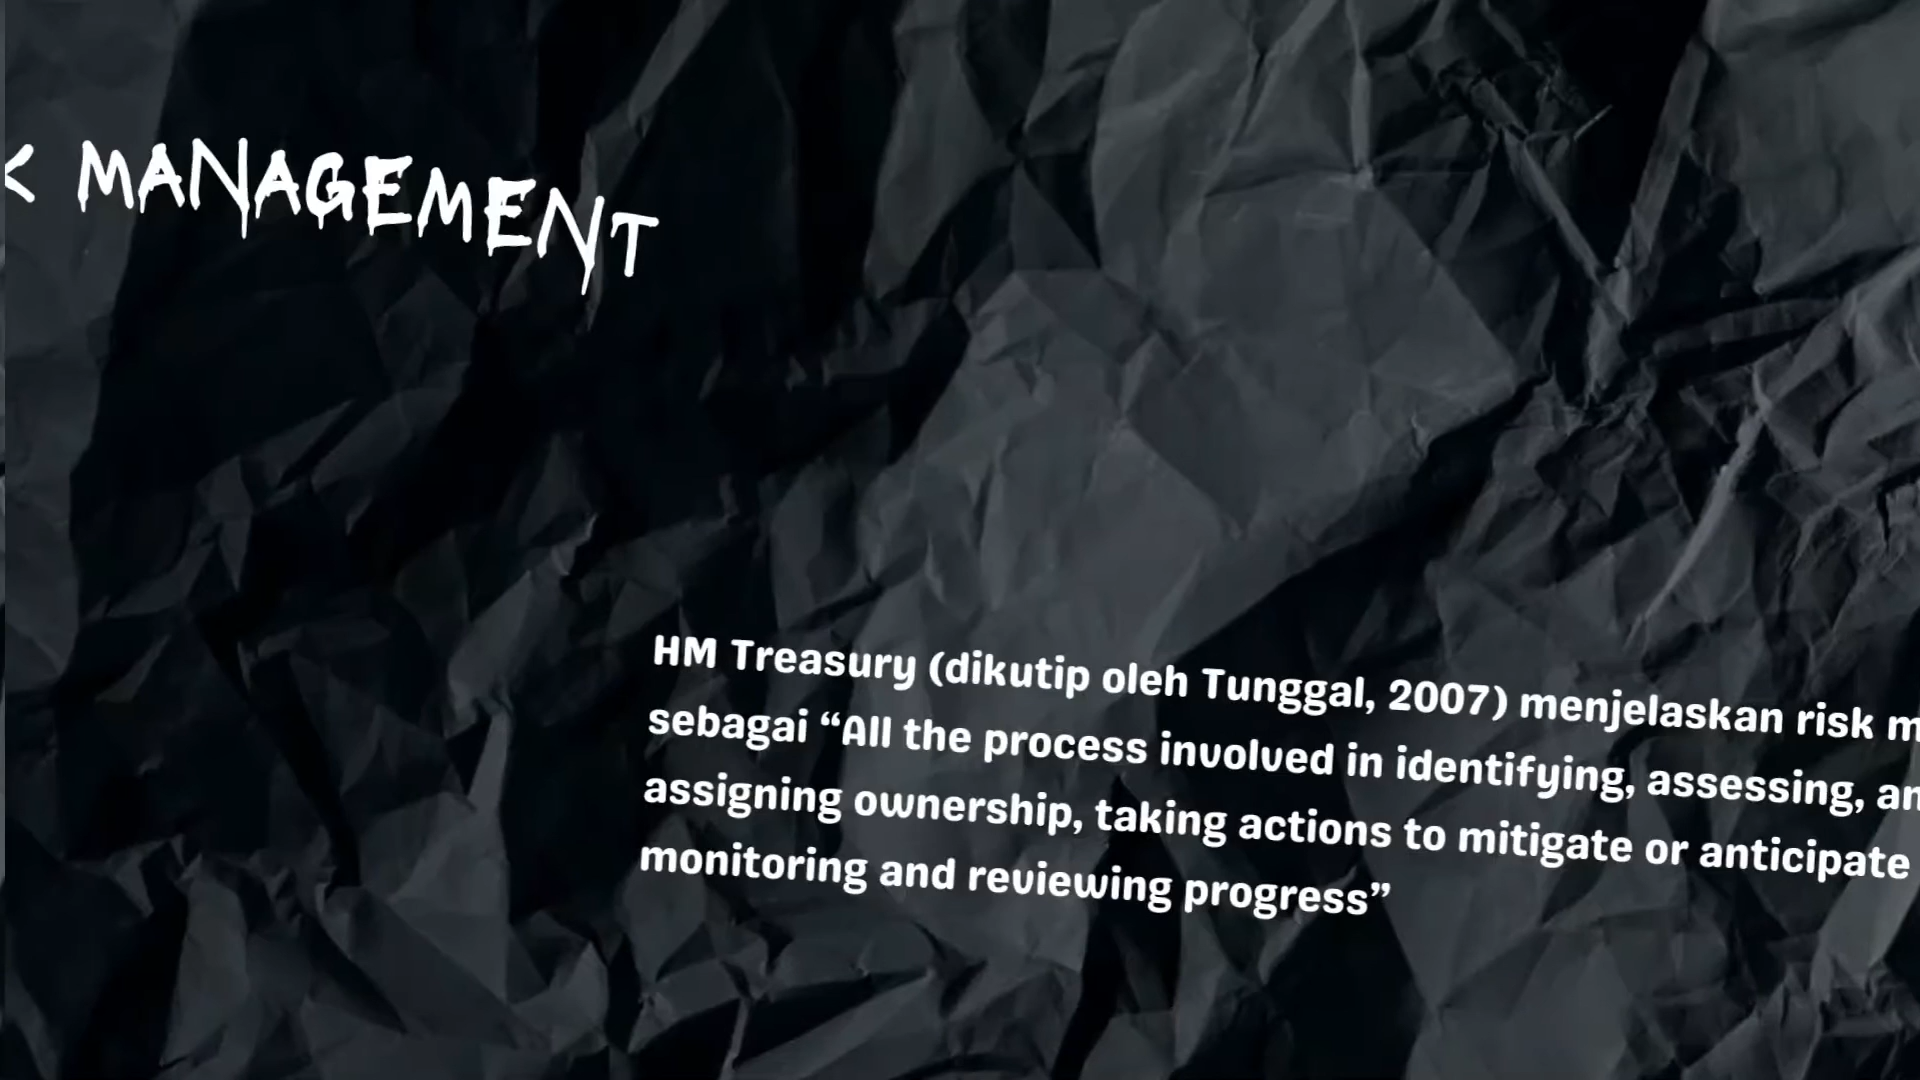 MANAGEMENT
HM Treasury (dikutip oleh Tunggal, 2007) menjelaskan risk
sebagai “All the process involved in identifying, assessing,
assigning ownership, taking actions to mitigate or anticipate
monitoring and reviewing progress”